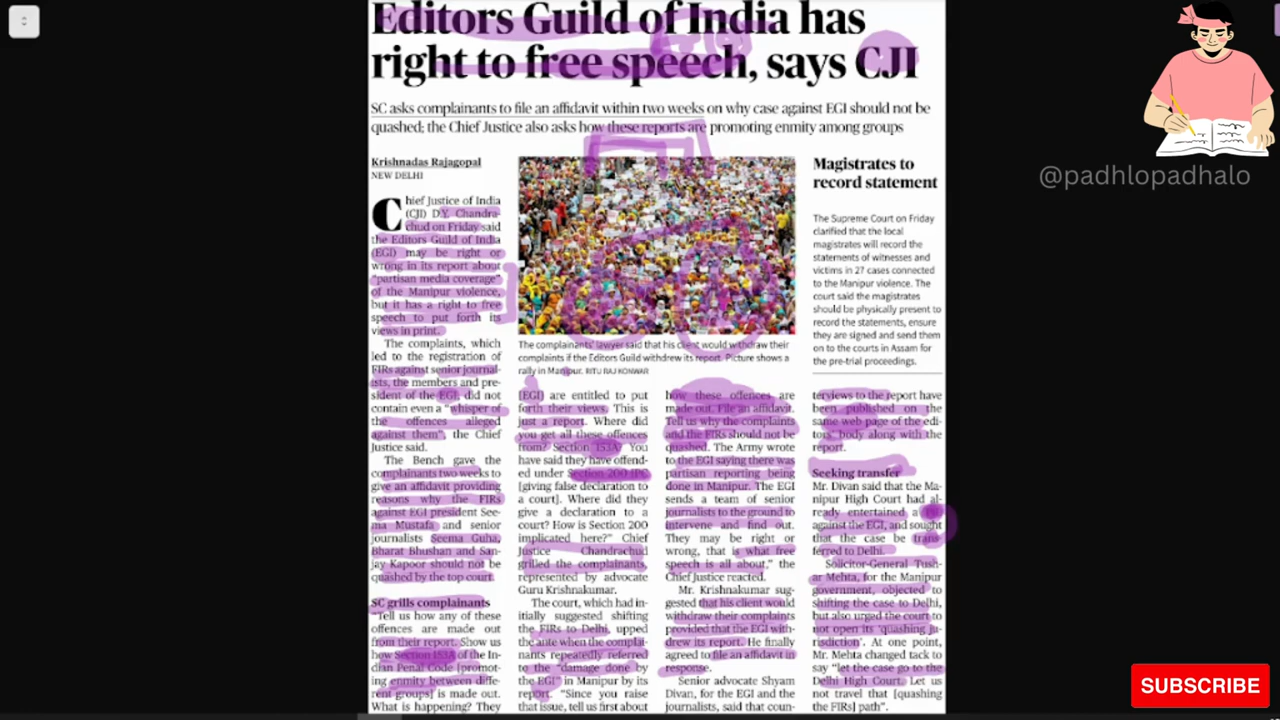 Editors Guild of India has
right to free speech, says CJI
SC asks complainants to file an affidavit within two weeks on why case against EGI should not be
quashed; the Chief Justice also asks how these reports are promoting enmity among groups
Krishnadas Rajagopal
NEW DELHI
Chief Justice of India
(CJI) D.Y. Chandra-
chud on Friday said
the Editors Guild of India
(EGI) may be right or
wrong in its report about
"partisan media coverage"
of the Manipur violence,
but it has a right to free
speech to put forth its
views in print.
The complaints, which
led to the registration of
FIRs against senior journal-
ists, the members and pre-
sident of the EGI, did not
contain even a "whisper of
the offences alleged
against them", the Chief
Justice said.
The Bench gave the
complainants two weeks to
give an affidavit providing
reasons why the FIRs
against EGI president See-
ma Mustafa and senior
journalists Seema Guha,
Bharat Bhushan and San-
jay Kapoor should not be
quashed by the top court.
SC grills complainants
"Tell us how any of these
offences are made out
from their report. Show us
how Section 153A of the In-
dian Penal Code [promot-
ing enmity between diffe-
rent groups] is made out.
What is happening? They
The complainants' lawyer said that his client would withdraw their
complaints if the Editors Guild withdrew its report. Picture shows a
rally in Manipur. RITU RAJ KONWAR
[EGI] are entitled to put
forth their views. This is
just a report. Where did
you get all these offences
from? Section 153A? You
have said they have offend-
ed under Section 200 IPC
[giving false declaration to
a court]. Where did they
give a declaration to a
court? How is Section 200
implicated here?" Chief
Justice Chandrachud
grilled the complainants,
represented by advocate
Guru Krishnakumar.
The court, which had in-
itially suggested shifting
the FIRs to Delhi, upped
the ante when the complai-
nants repeatedly referred
to the "damage done by
the EGI" in Manipur by its
report. "Since you raise
that issue, tell us first about
how these offences are
made out. File an affidavit.
Tell us why the complaints
and the FIRs should not be
quashed. The Army wrote
to the EGI saying there was
partisan reporting being
done in Manipur. The EGI
sends a team of senior
journalists to the ground to
intervene and find out.
They may be right or
wrong, that is what free
speech is all about," the
Chief Justice reacted.
Mr. Krishnakumar sug-
gested that his client would
withdraw their complaints
provided that the EGI with-
drew its report. He finally
agreed to file an affidavit in
response.
Senior advocate Shyam
Divan, for the EGI and the
journalists, said that coun-
Magistrates to
record statement
The Supreme Court on Friday
clarified that the local
magistrates will record the
statements of witnesses and
victims in 27 cases connected
to the Manipur violence. The
court said the magistrates
should be physically present to
record the statements, ensure
they are signed and send them
on to the courts in Assam for
the pre-trial proceedings.
terviews to the report have
been published on the
same web page of the edi-
tors' body along with the
report.
Seeking transfer
Mr. Divan said that the Ma-
nipur High Court had al-
ready entertained a
against the EGI, and sought
that the case be trans-
ferred to Delhi.
Solicitor-General Tush-
ar Mehta, for the Manipur
government, objected to
shifting the case to Delhi,
but also urged the court to
not open its 'quashing ju-
risdiction'. At one point,
Mr. Mehta changed tack to
say "let the case go to the
Delhi High Court. Let us
not travel that [quashing
the FIRs] path".
@padhlopadhalo
SUBSCRIBE